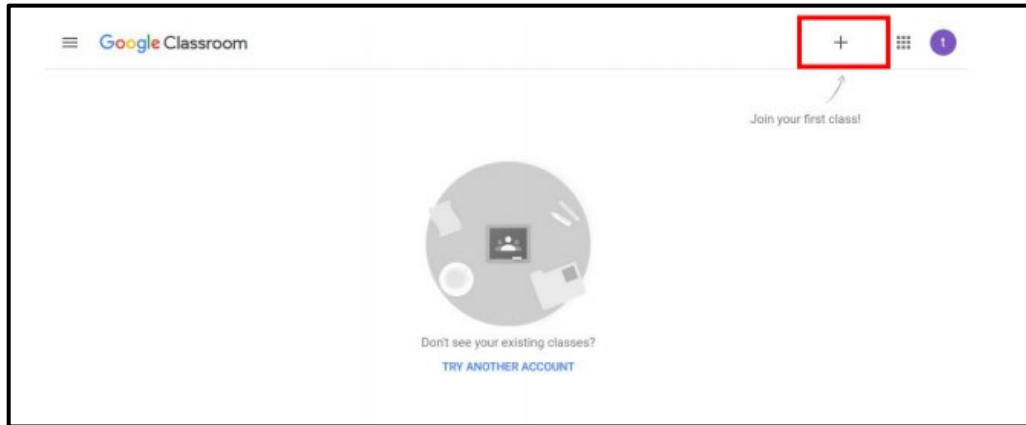 Google Classroom
t
Join your first class!
Don't see your existing classes?
TRY ANOTHER ACCOUNT